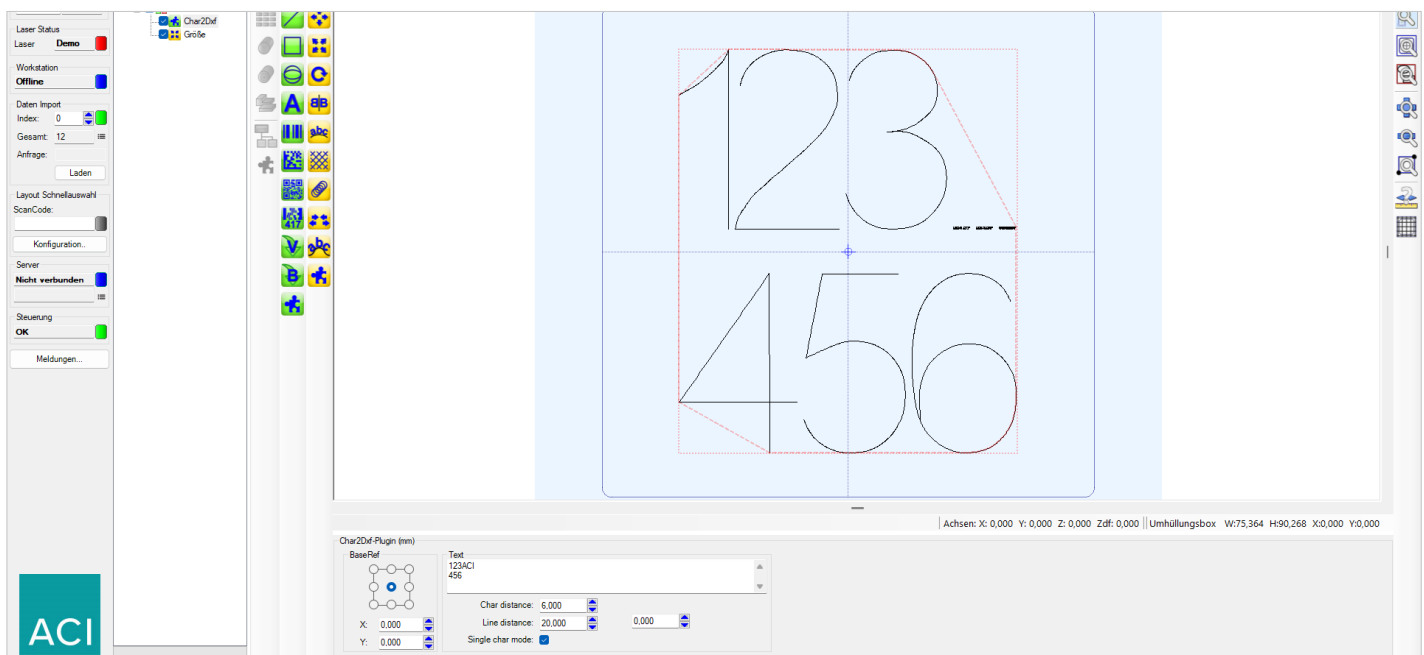 Char2Dxf
Größe
Laser Status
Laser Demo
Workstation
Offline
Daten Import
Index: 0
Gesamt: 12
Anfrage:
Laden
Layout Schnellauswahl
ScanCode:
Konfiguration..
Server
Nicht verbunden
Steuerung
OK
Meldungen...
ACI
A
a|B
abc
417
V
abc
B
123
456
Achsen: X: 0,000 Y: 0,000 Z: 0,000 Zdf: 0,000 Umhüllungsbox W:75,364 H:90,268 X:0,000 Y:0,000
Char2Dxf-Plugin (mm)
BaseRef
X: 0,000
Y: 0,000
Text
123ACI
456
Char distance: 6,000
Line distance: 20,000 0,000
Single char mode: